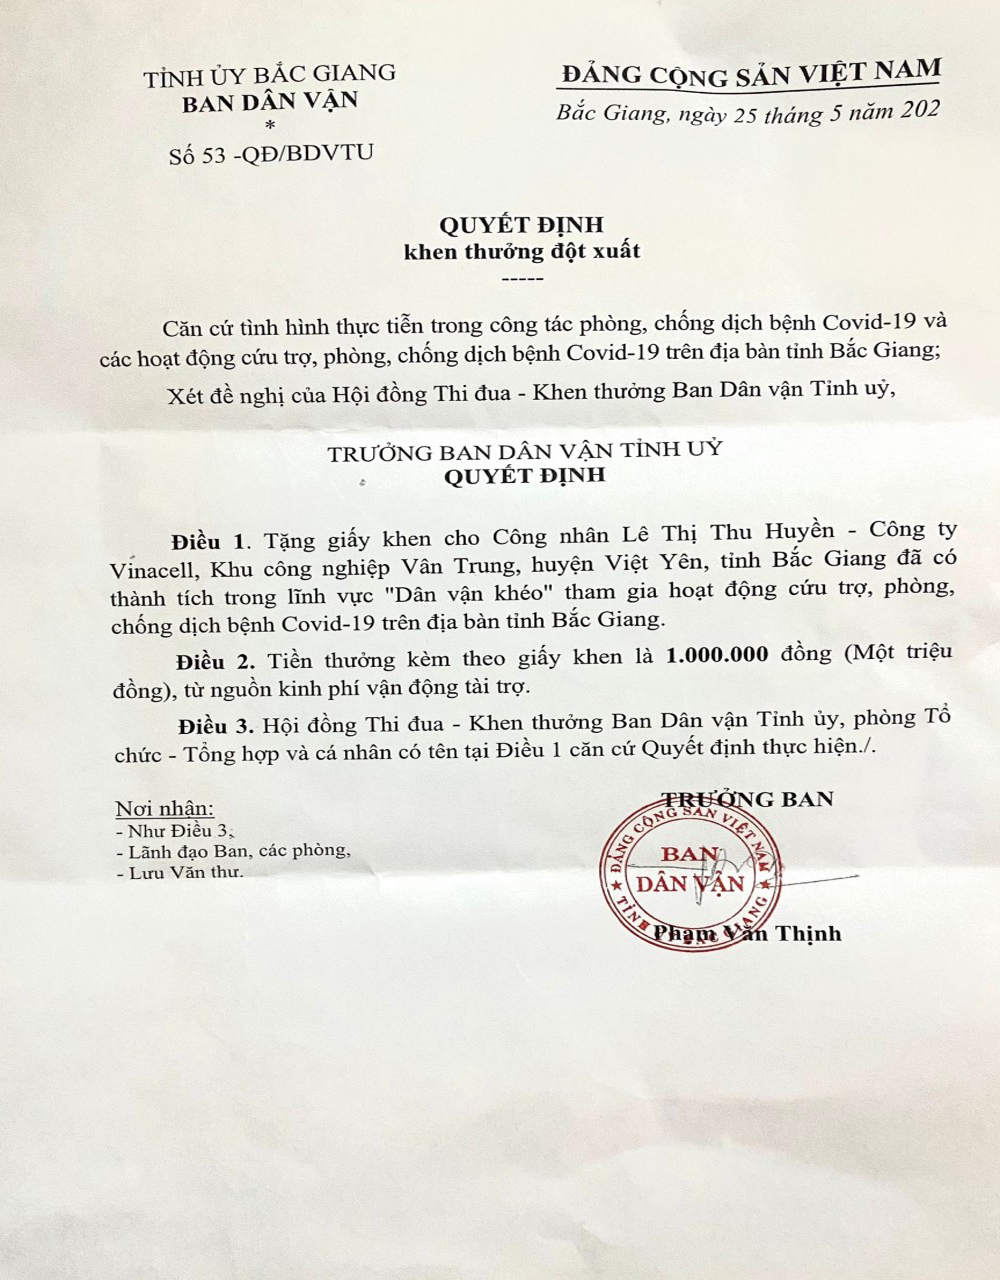 TỈNH ỦY BẮC GIANG
BAN DÂN VẬN
*
Số 53 -QĐ/BDVTU
ĐẢNG CỘNG SẢN VIỆT NAM
Bắc Giang, ngày 25 tháng 5 năm 202
QUYẾT ĐỊNH
khen thưởng đột xuất
-----
Căn cứ tình hình thực tiễn trong công tác phòng, chống dịch bệnh Covid-19 và
các hoạt động cứu trợ, phòng, chống dịch bệnh Covid-19 trên địa bàn tỉnh Bắc Giang;
Xét đề nghị của Hội đồng Thi đua - Khen thưởng Ban Dân vận Tỉnh uỷ,
TRƯỞNG BAN DÂN VẬN TỈNH UỶ
QUYẾT ĐỊNH
Điều 1. Tặng giấy khen cho Công nhân Lê Thị Thu Huyền - Công ty
Vinacell, Khu công nghiệp Vân Trung, huyện Việt Yên, tỉnh Bắc Giang đã có
thành tích trong lĩnh vực "Dân vận khéo" tham gia hoạt động cứu trợ, phòng,
chống dịch bệnh Covid-19 trên địa bàn tỉnh Bắc Giang.
Điều 2. Tiền thưởng kèm theo giấy khen là 1.000.000 đồng (Một triệu
đồng), từ nguồn kinh phí vận động tài trợ.
Điều 3. Hội đồng Thi đua - Khen thưởng Ban Dân vận Tỉnh ủy, phòng Tổ
chức - Tổng hợp và cá nhân có tên tại Điều 1 căn cứ Quyết định thực hiện./.
Nơi nhận:
- Như Điều 3,
- Lãnh đạo Ban, các phòng,
- Lưu Văn thư.
TRƯỞNG BAN
ĐẢNG CỘNG SẢN VIỆT NAM
BAN
DÂN VẬN
TỈNH BẮC GIANG
Phạm Văn Thịnh